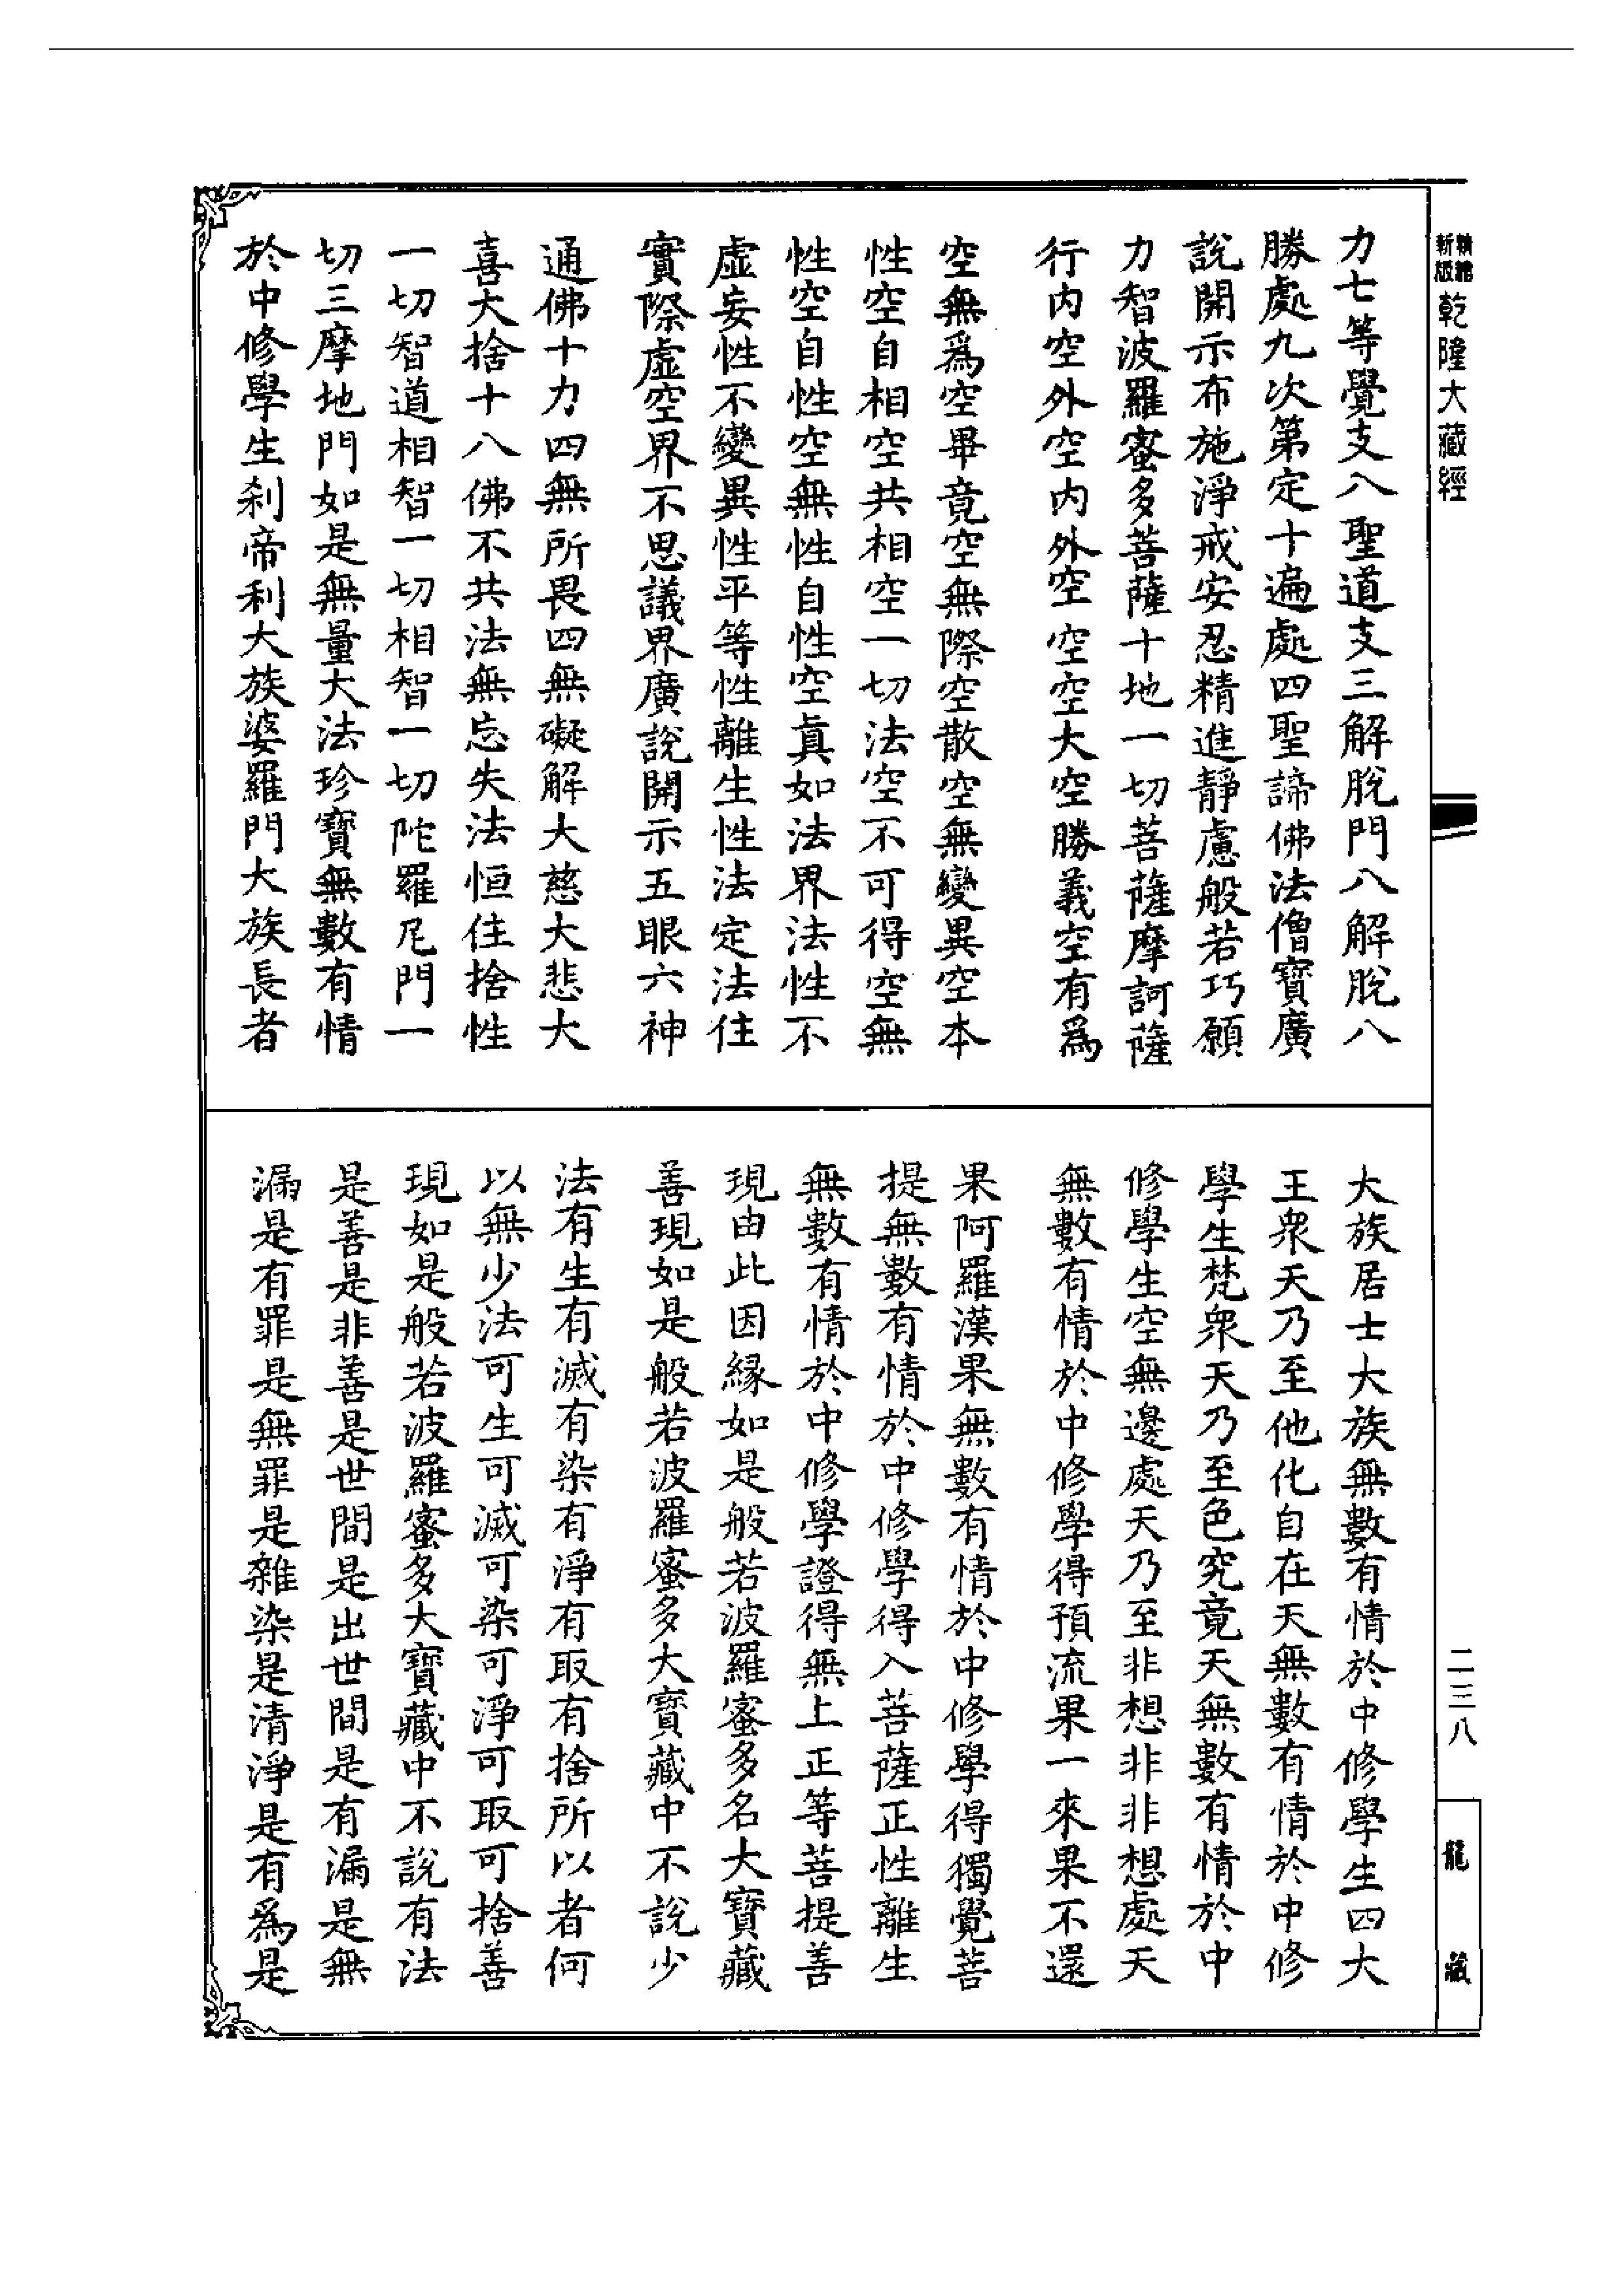 新版精縮乾隆大藏經
力七等覺支八聖道支三解脫門八解脫八
勝處九次第定十遍處四聖諦佛法僧寶廣
說開示布施淨戒安忍精進靜慮般若巧願
力智波羅蜜多菩薩十地一切菩薩摩訶薩
行內空外空內外空空空大空勝義空有爲
空無爲空畢竟空無際空散空無變異空本
性空自相空共相空一切法空不可得空無
性空自性空無性自性空真如法界法性不
虛妄性不變異性平等性離生性法定法住
實際虛空界不思議界廣說開示五眼六神
通佛十力四無所畏四無礙解大慈大悲大
喜大捨十八佛不共法無忘失法恒住捨性
一切智道相智一切相智一切陀羅尼門一
切三摩地門如是無量大法珍寶無數有情
於中修學生刹帝利大族婆羅門大族長者
大族居士大族無數有情於中修學生四大
王衆天乃至他化自在天無數有情於中修
學生梵衆天乃至色究竟天無數有情於中
修學生空無邊處天乃至非想非非想處天
無數有情於中修學得預流果一來果不還
果阿羅漢果無數有情於中修學得獨覺菩
提無數有情於中修學得入菩薩正性離生
無數有情於中修學證得無上正等菩提善
現由此因緣如是般若波羅蜜多名大寶藏
善現如是般若波羅蜜多大寶藏中不說少
法有生有滅有染有淨有取有捨所以者何
以無少法可生可滅可染可淨可取可捨善
現如是般若波羅蜜多大寶藏中不說有法
是善是非善是世間是出世間是有漏是無
漏是有罪是無罪是雜染是清淨是有爲是
二三八
龍藏